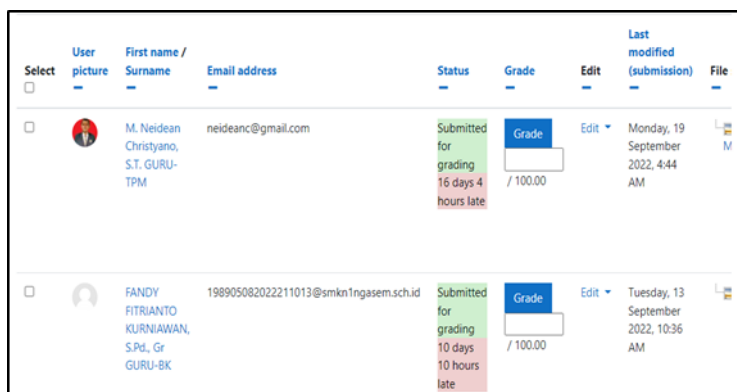 Select
User picture
First name / Surname
Email address
Status
Grade
Edit
Last modified (submission)
File
M. Neidean
Christyano,
S.T. GURU-
TPM
neideanc@gmail.com
Submitted
for
grading
16 days 4
hours late
Grade
/ 100.00
Edit
Monday, 19
September
2022, 4:44
AM
M
FANDY
FITRIANTO
KURNIAWAN,
S.Pd., Gr
GURU-BK
198905082022211013@smkn1ngasem.sch.id
Submitted
for
grading
10 days
10 hours
late
Grade
/ 100.00
Edit
Tuesday, 13
September
2022, 10:36
AM